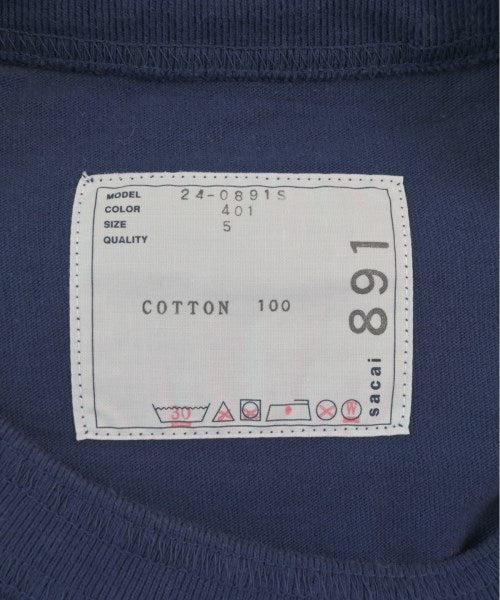 MODEL 24-0891S
COLOR 401
SIZE 5
QUALITY
COTTON 100
sacai 891
30
W